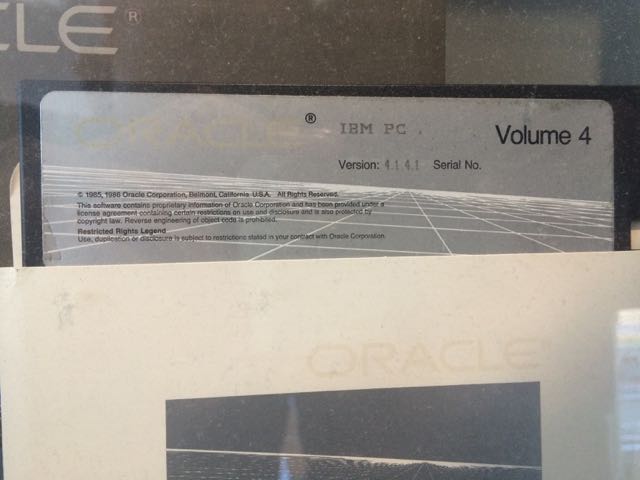 CLE®
ORACLE® IBM PC Volume 4
Version: 4.1.4.1 Serial No.
© 1985, 1986 Oracle Corporation, Belmont, California U.S.A. All Rights Reserved.
This software contains proprietary information of Oracle Corporation and has been provided under a
license agreement containing certain restrictions on use and disclosure and is also protected by
copyright law. Reverse engineering of object code is prohibited.
Restricted Rights Legend
Use, duplication or disclosure is subject to restrictions stated in your contract with Oracle Corporation
ORACLE